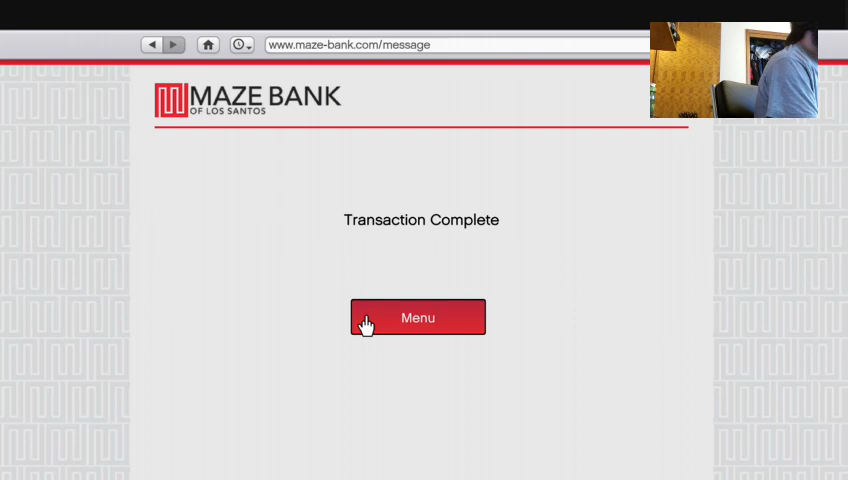 www.maze-bank.com/message
MAZE BANK
OF LOS SANTOS
Transaction Complete
Menu